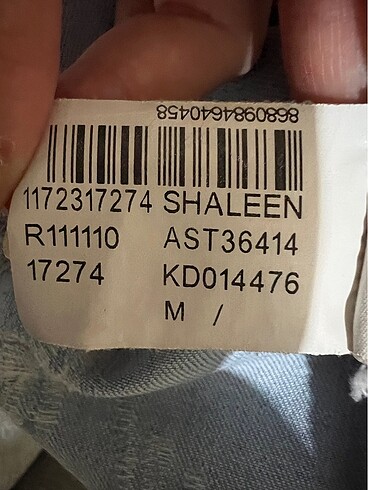 8680984640458
1172317274 SHALEEN
R111110 AST36414
17274 KD014476
M /